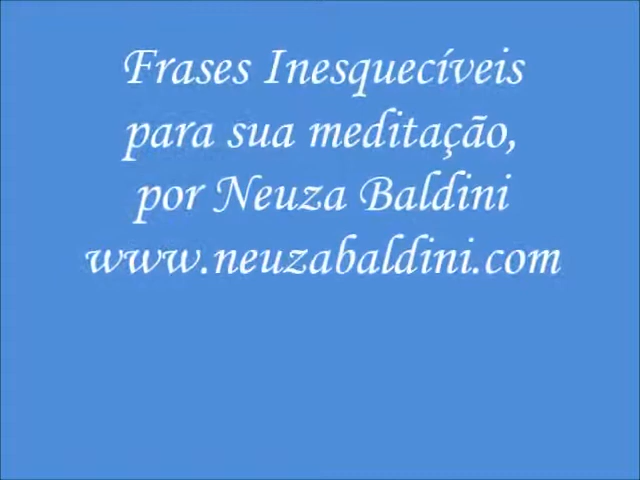 Frases Inesquecíveis
para sua meditação,
por Neuza Baldini
www.neuzabaldini.com